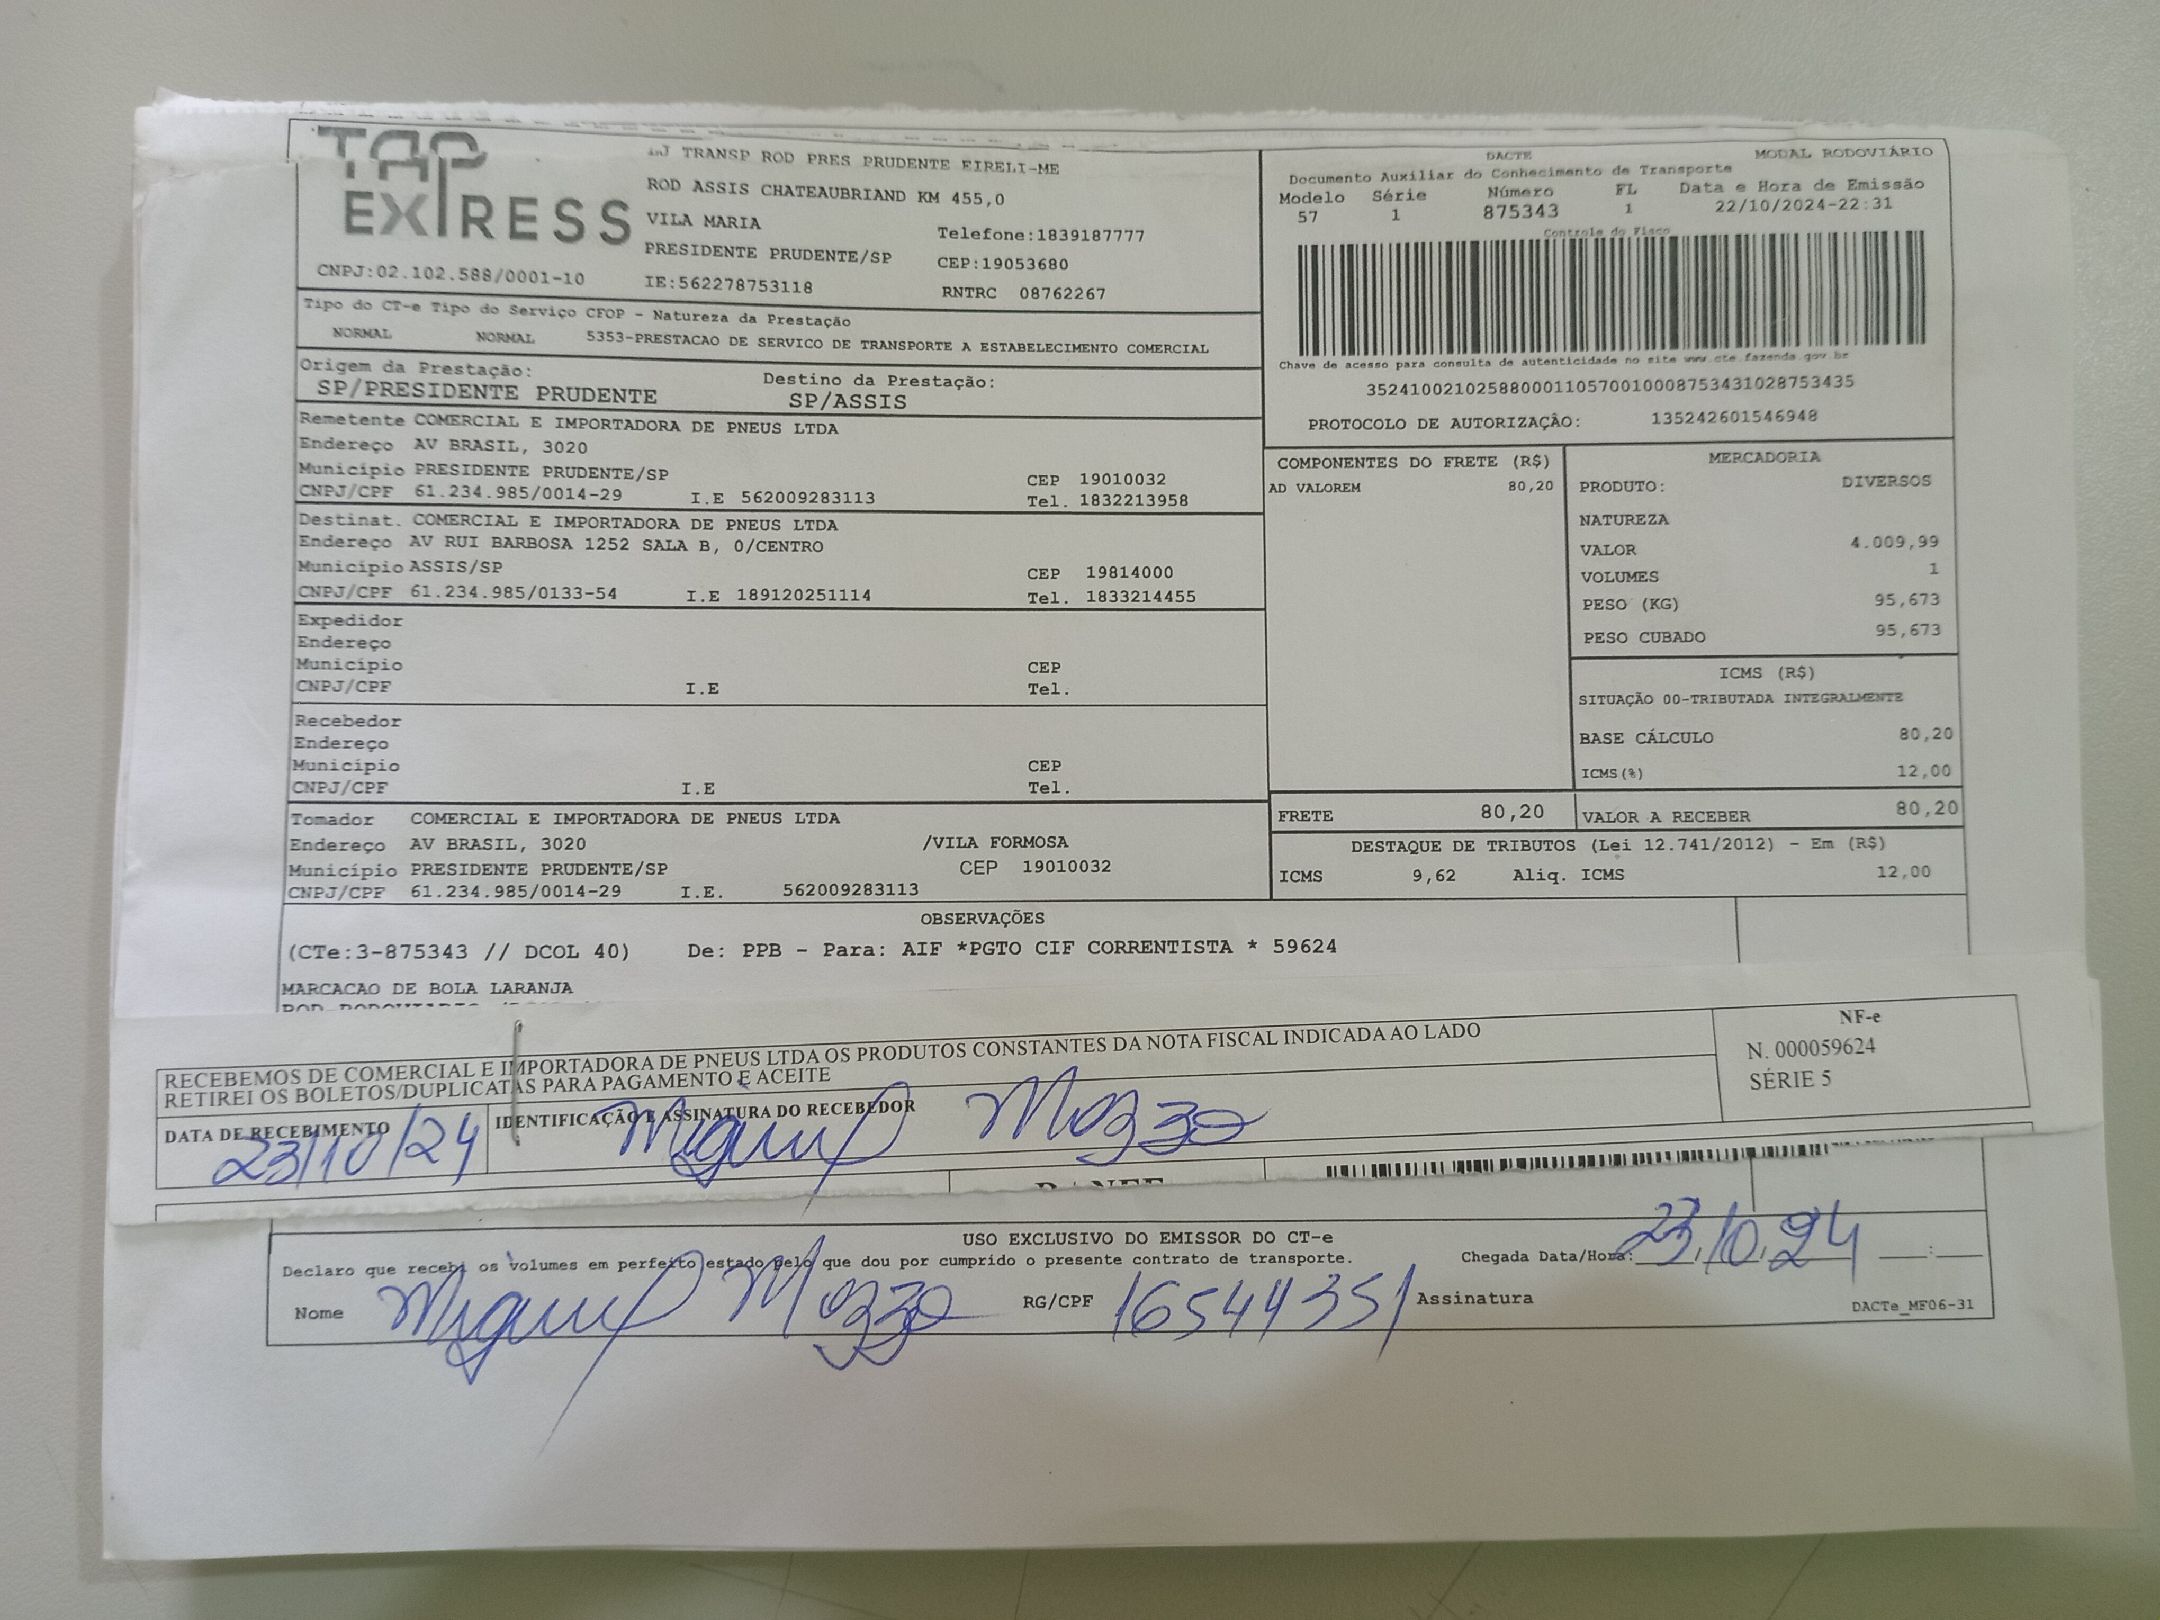 TAP EXPRESS
TRANSP ROD PRES PRUDENTE EIRELI-ME
ROD ASSIS CHATEAUBRIAND KM 455,0
VILA MARIA
Telefone:1839187777
PRESIDENTE PRUDENTE/SP CEP:19053680
CNPJ:02.102.588/0001-10 IE:562278753118 RNTRC 08762267
DACTE MODAL RODOVIÁRIO
Documento Auxiliar do Conhecimento de Transporte
Modelo Série Número FL Data e Hora de Emissão
57 1 875343 1 22/10/2024-22:31
Controle do Fisco
Chave de acesso para consulta de autenticidade no site www.cte.fazenda.gov.br
35241002102588000110570010008753431028753435
PROTOCOLO DE AUTORIZAÇÃO: 135242601546948
Tipo do CT-e Tipo do Serviço CFOP - Natureza da Prestação
NORMAL NORMAL 5353-PRESTACAO DE SERVICO DE TRANSPORTE A ESTABELECIMENTO COMERCIAL
Origem da Prestação: Destino da Prestação:
SP/PRESIDENTE PRUDENTE SP/ASSIS
Remetente COMERCIAL E IMPORTADORA DE PNEUS LTDA
Endereço AV BRASIL, 3020
Município PRESIDENTE PRUDENTE/SP CEP 19010032
CNPJ/CPF 61.234.985/0014-29 I.E 562009283113 Tel. 1832213958
Destinat. COMERCIAL E IMPORTADORA DE PNEUS LTDA
Endereço AV RUI BARBOSA 1252 SALA B, 0/CENTRO
Município ASSIS/SP CEP 19814000
CNPJ/CPF 61.234.985/0133-54 I.E 189120251114 Tel. 1833214455
Expedidor
Endereço
Município CEP
CNPJ/CPF I.E Tel.
Recebedor
Endereço
Município CEP
CNPJ/CPF I.E Tel.
Tomador COMERCIAL E IMPORTADORA DE PNEUS LTDA
Endereço AV BRASIL, 3020 /VILA FORMOSA
Município PRESIDENTE PRUDENTE/SP CEP 19010032
CNPJ/CPF 61.234.985/0014-29 I.E. 562009283113
COMPONENTES DO FRETE (R$)
AD VALOREM 80,20
MERCADORIA
PRODUTO: DIVERSOS
NATUREZA
VALOR 4.009,99
VOLUMES 1
PESO (KG) 95,673
PESO CUBADO 95,673
ICMS (R$)
SITUAÇÃO 00-TRIBUTADA INTEGRALMENTE
BASE CÁLCULO 80,20
ICMS(%) 12,00
FRETE 80,20 VALOR A RECEBER 80,20
DESTAQUE DE TRIBUTOS (Lei 12.741/2012) - Em (R$)
ICMS 9,62 Aliq. ICMS 12,00
OBSERVAÇÕES
(CTe:3-875343 // DCOL 40) De: PPB - Para: AIF *PGTO CIF CORRENTISTA * 59624
MARCACAO DE BOLA LARANJA
RECEBEMOS DE COMERCIAL E IMPORTADORA DE PNEUS LTDA OS PRODUTOS CONSTANTES DA NOTA FISCAL INDICADA AO LADO
RETIREI OS BOLETOS/DUPLICATAS PARA PAGAMENTO E ACEITE
NF-e
N. 000059624
SÉRIE 5
DATA DE RECEBIMENTO IDENTIFICAÇÃO E ASSINATURA DO RECEBEDOR
23/10/24 Miguel Mozzo
USO EXCLUSIVO DO EMISSOR DO CT-e
Declaro que recebi os volumes em perfeito estado pelo que dou por cumprido o presente contrato de transporte. Chegada Data/Hora: 23,10,24 :
Nome Miguel Mozzo RG/CPF 16544351 Assinatura
DACTe_MF06-31